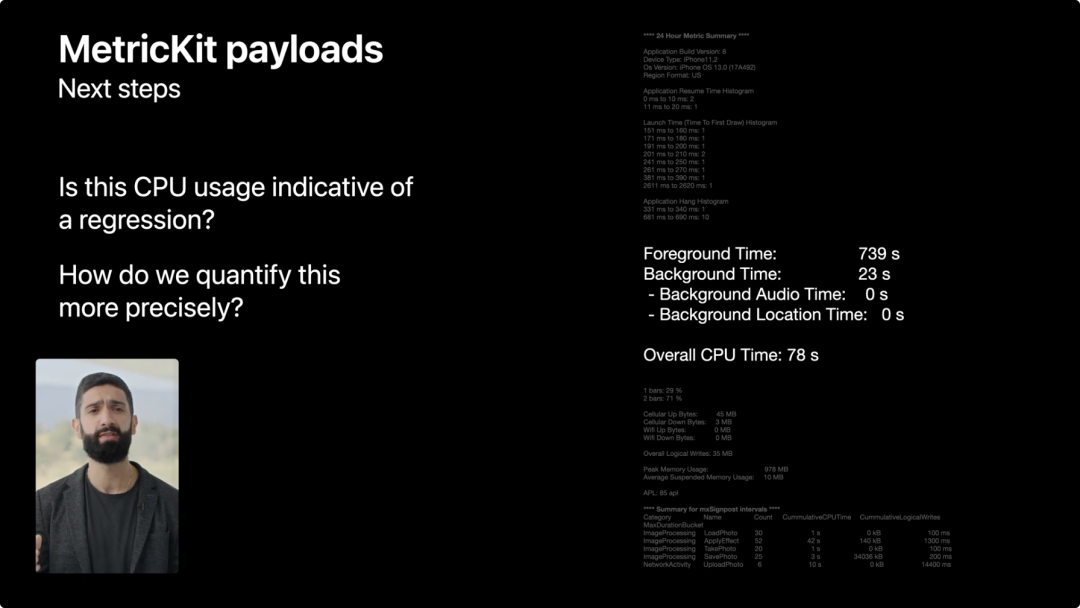 MetricKit payloads
Next steps
Is this CPU usage indicative of
a regression?
How do we quantify this
more precisely?
**** 24 Hour Metric Summary ****
Application Build Version: 8
Device Type: iPhone11,2
Os Version: iPhone OS 13.0 (17A492)
Region Format: US
Application Resume Time Histogram
0 ms to 10 ms: 2
11 ms to 20 ms: 1
Launch Time (Time To First Draw) Histogram
151 ms to 160 ms: 1
171 ms to 180 ms: 1
191 ms to 200 ms: 1
201 ms to 210 ms: 2
241 ms to 250 ms: 1
261 ms to 270 ms: 1
381 ms to 390 ms: 1
2611 ms to 2620 ms: 1
Application Hang Histogram
331 ms to 340 ms: 1
681 ms to 690 ms: 10
Foreground Time: 739 s
Background Time: 23 s
- Background Audio Time: 0 s
- Background Location Time: 0 s
Overall CPU Time: 78 s
1 bars: 29 %
2 bars: 71 %
Cellular Up Bytes: 45 MB
Cellular Down Bytes: 3 MB
Wifi Up Bytes: 0 MB
Wifi Down Bytes: 0 MB
Overall Logical Writes: 35 MB
Peak Memory Usage: 978 MB
Average Suspended Memory Usage: 10 MB
APL: 85 apl
**** Summary for mxSignpost intervals ****
Category Name Count CummulativeCPUTime CummulativeLogicalWrites
MaxDurationBucket
ImageProcessing LoadPhoto 30 1 s 0 kB 100 ms
ImageProcessing ApplyEffect 52 42 s 140 kB 1300 ms
ImageProcessing TakePhoto 20 1 s 0 kB 100 ms
ImageProcessing SavePhoto 25 3 s 34036 kB 200 ms
NetworkActivity UploadPhoto 6 10 s 0 kB 14400 ms